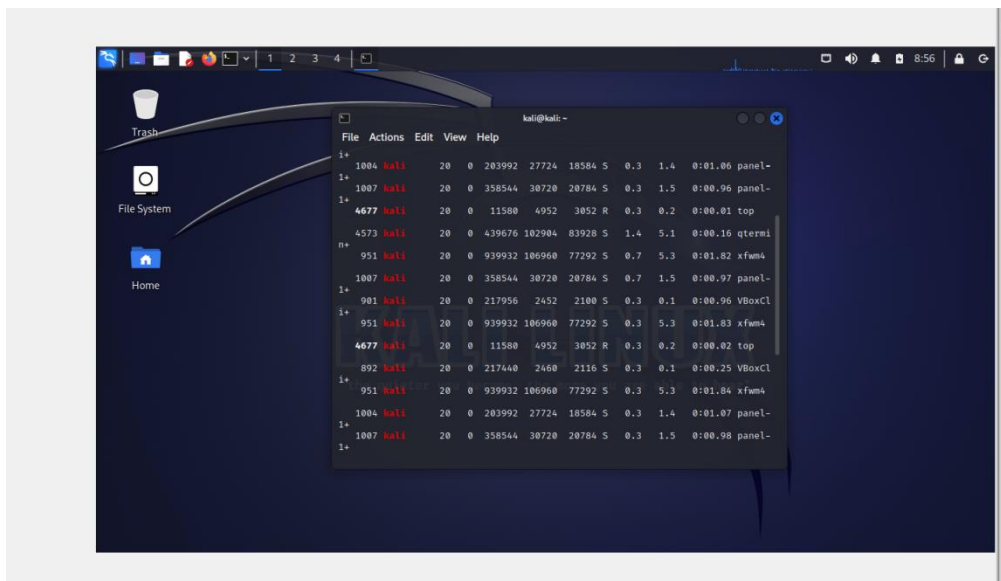 1 2 3 4
8:56
Trash
File System
Home
kali@kali: ~
File Actions Edit View Help
i+
1004 kali 20 0 203992 27724 18584 S 0.3 1.4 0:01.06 panel-
1+
1007 kali 20 0 358544 30720 20784 S 0.3 1.5 0:00.96 panel-
1+
4677 kali 20 0 11580 4952 3052 R 0.3 0.2 0:00.01 top
4573 kali 20 0 439676 102904 83928 S 1.4 5.1 0:00.16 qtermi
n+
951 kali 20 0 939932 106960 77292 S 0.7 5.3 0:01.82 xfwm4
1007 kali 20 0 358544 30720 20784 S 0.7 1.5 0:00.97 panel-
1+
901 kali 20 0 217956 2452 2100 S 0.3 0.1 0:00.96 VBoxCl
i+
951 kali 20 0 939932 106960 77292 S 0.3 5.3 0:01.83 xfwm4
4677 kali 20 0 11580 4952 3052 R 0.3 0.2 0:00.02 top
892 kali 20 0 217440 2460 2116 S 0.3 0.1 0:00.25 VBoxCl
i+
951 kali 20 0 939932 106960 77292 S 0.3 5.3 0:01.84 xfwm4
1004 kali 20 0 203992 27724 18584 S 0.3 1.4 0:01.07 panel-
1+
1007 kali 20 0 358544 30720 20784 S 0.3 1.5 0:00.98 panel-
1+
KALI LINUX